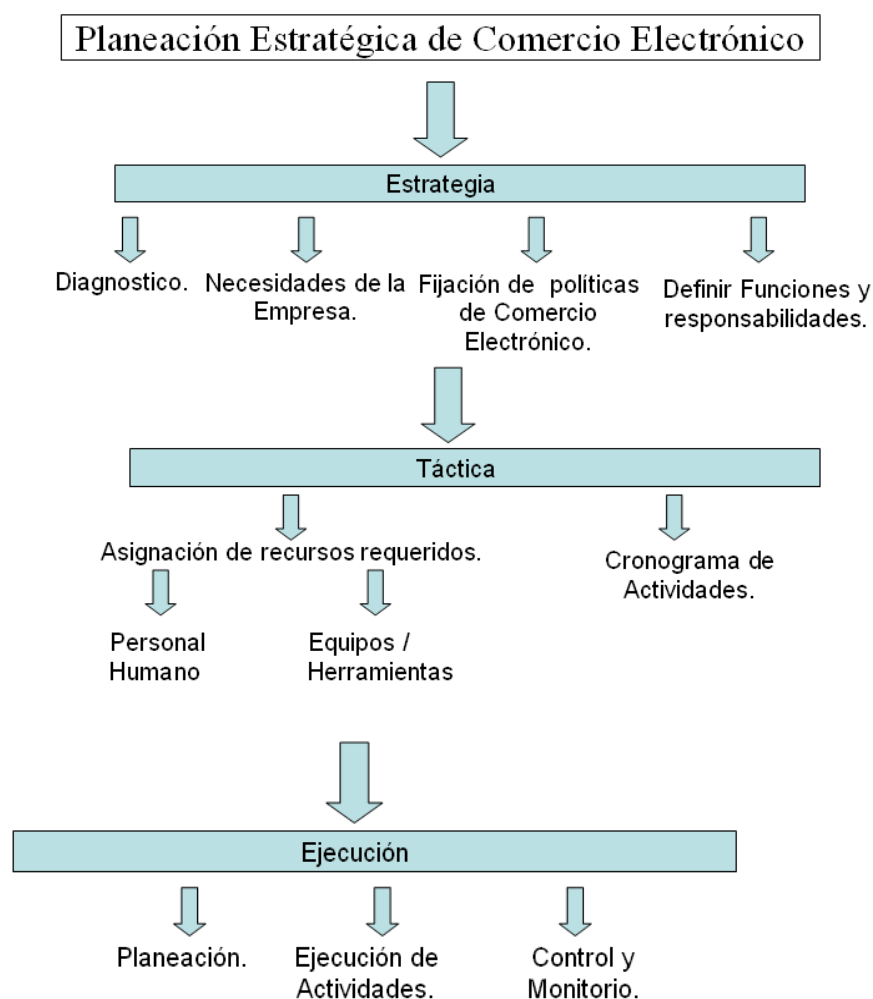 Planeación Estratégica de Comercio Electrónico
Estrategia
Diagnostico.
Necesidades de la
Empresa.
Fijación de políticas
de Comercio
Electrónico.
Definir Funciones y
responsabilidades.
Táctica
Asignación de recursos requeridos.
Cronograma de
Actividades.
Personal
Humano
Equipos /
Herramientas
Ejecución
Planeación.
Ejecución de
Actividades.
Control y
Monitorio.